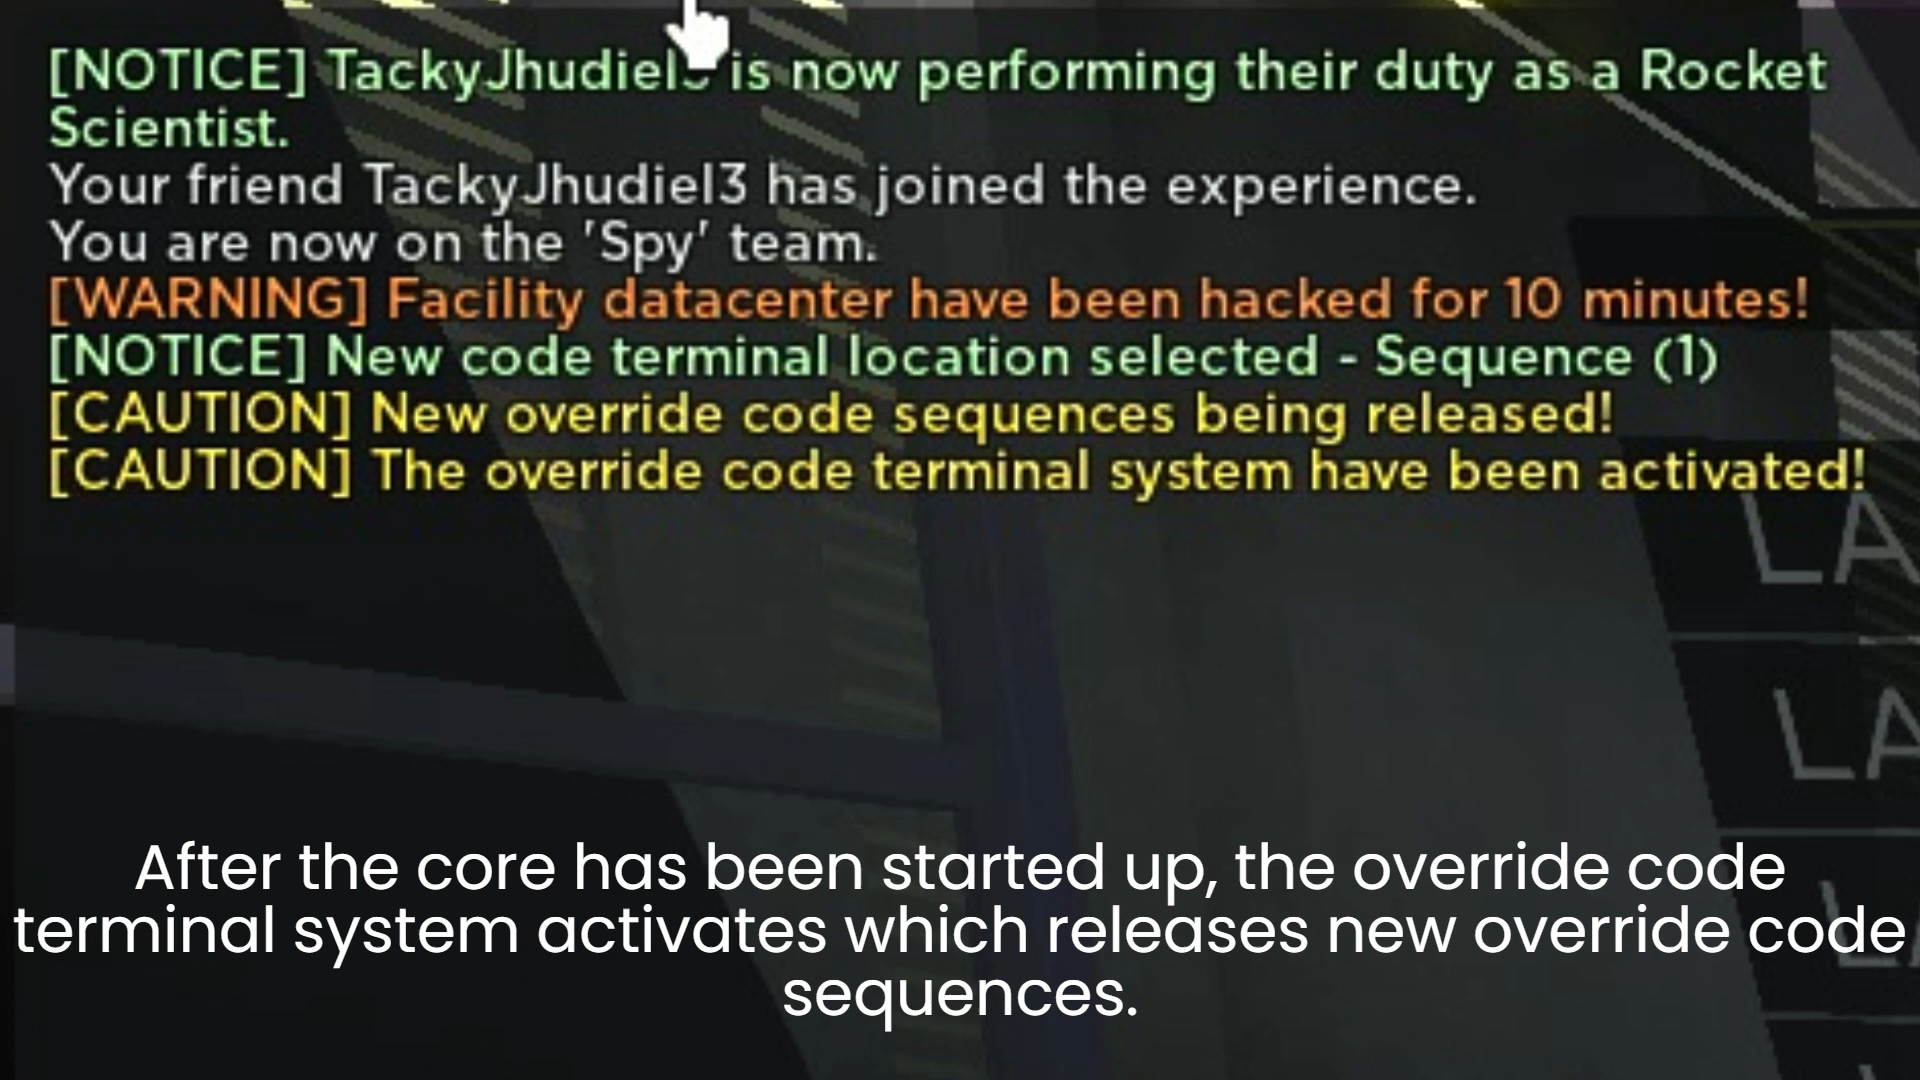 [NOTICE] TackyJhudiel3 is now performing their duty as a Rocket
Scientist.
Your friend TackyJhudiel3 has joined the experience.
You are now on the 'Spy' team.
[WARNING] Facility datacenter have been hacked for 10 minutes!
[NOTICE] New code terminal location selected - Sequence (1)
[CAUTION] New override code sequences being released!
[CAUTION] The override code terminal system have been activated!
LA
LA
After the core has been started up, the override code
terminal system activates which releases new override code
sequences.